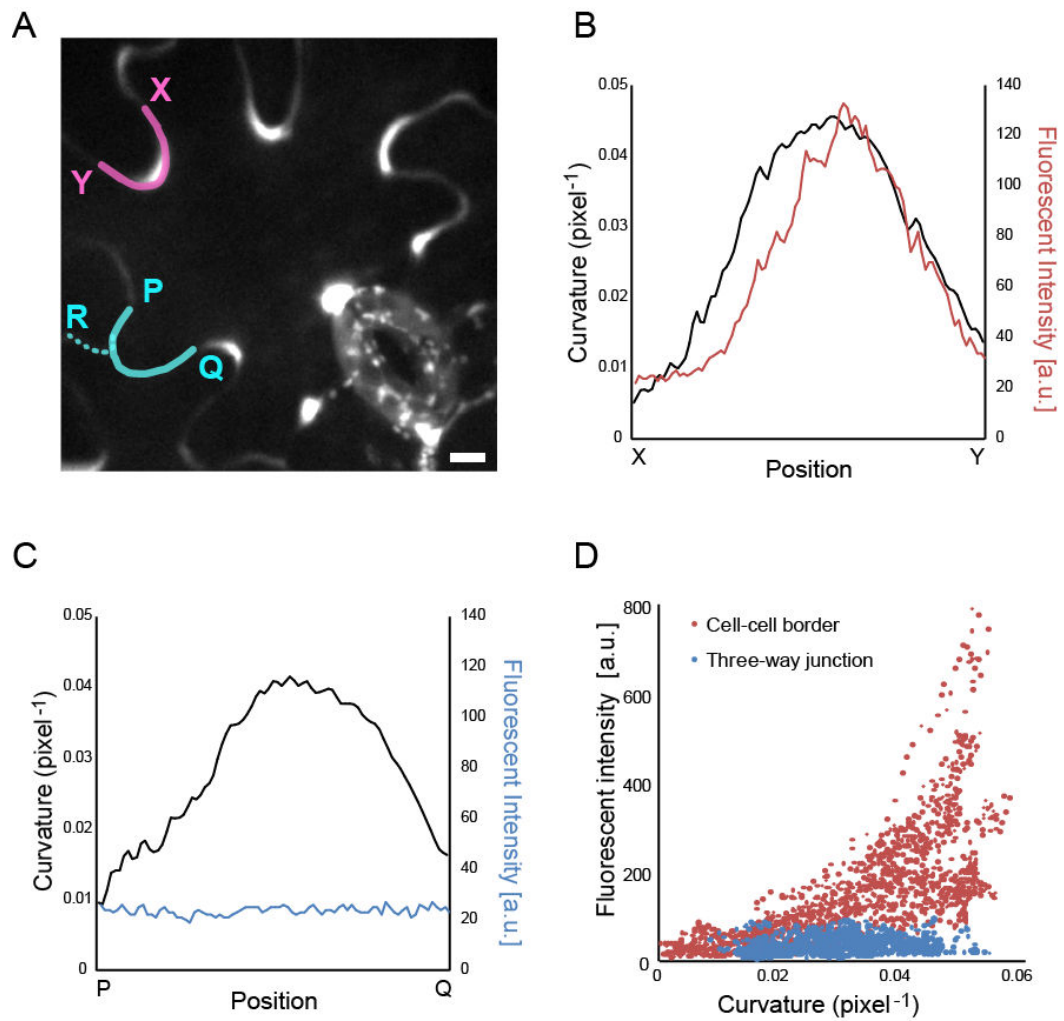 A
X
Y
P
R
Q
B
0.05
0.04
0.03
0.02
0.01
0
Curvature (pixel⁻¹)
140
120
100
80
60
40
20
0
Fluorescent Intensity [a.u.]
X
Position
Y
C
0.05
0.04
0.03
0.02
0.01
0
Curvature (pixel⁻¹)
140
120
100
80
60
40
20
0
Fluorescent Intensity [a.u.]
P
Position
Q
D
800
600
400
200
0
Fluorescent intensity [a.u.]
Cell-cell border
Three-way junction
0
0.02
0.04
0.06
Curvature (pixel⁻¹)